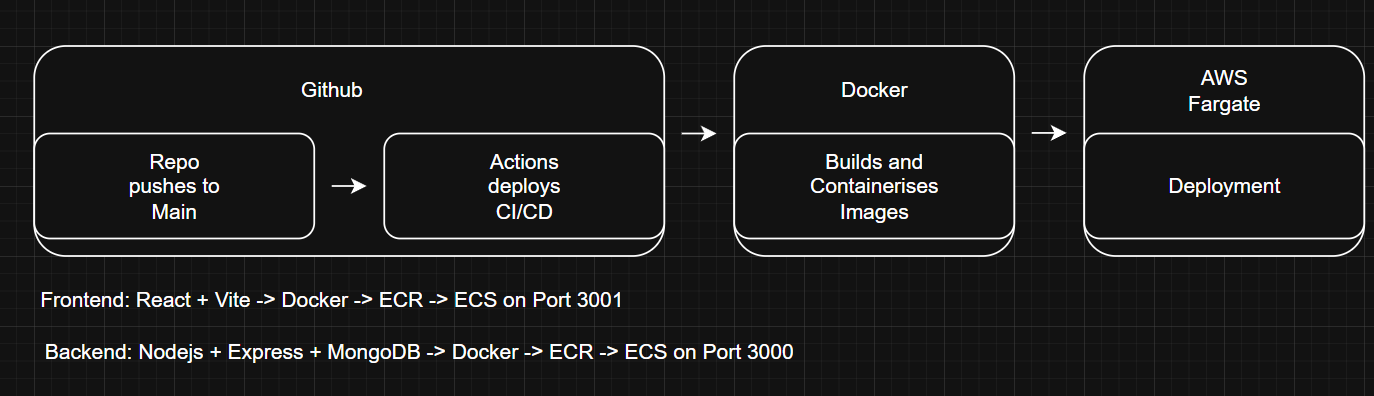 Github
Repo
pushes to
Main
Actions
deploys
CI/CD
Docker
Builds and
Containerises
Images
AWS
Fargate
Deployment
Frontend: React + Vite -> Docker -> ECR -> ECS on Port 3001
Backend: Nodejs + Express + MongoDB -> Docker -> ECR -> ECS on Port 3000